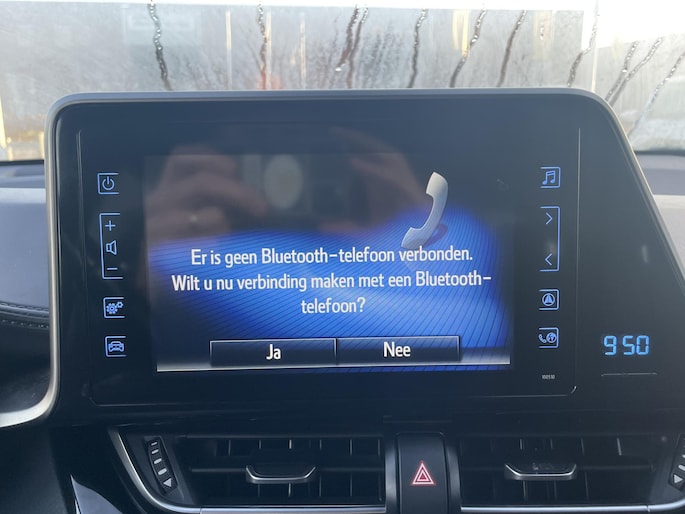 Er is geen Bluetooth-telefoon verbonden.
Wilt u nu verbinding maken met een Bluetooth-
telefoon?
Ja
Nee
9 50